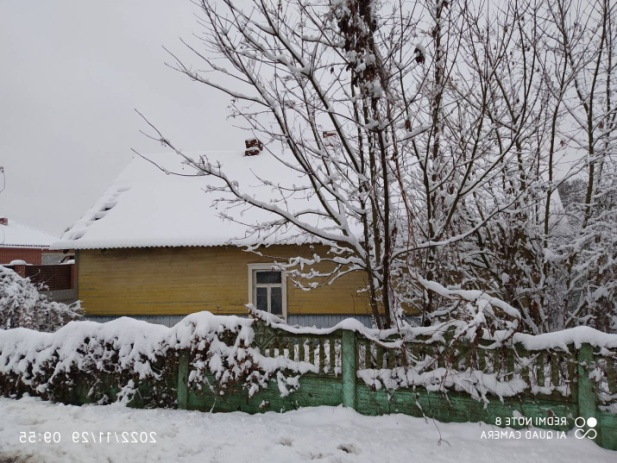 2022/11/29 09:55
REDMI NOTE 8
AI QUAD CAMERA